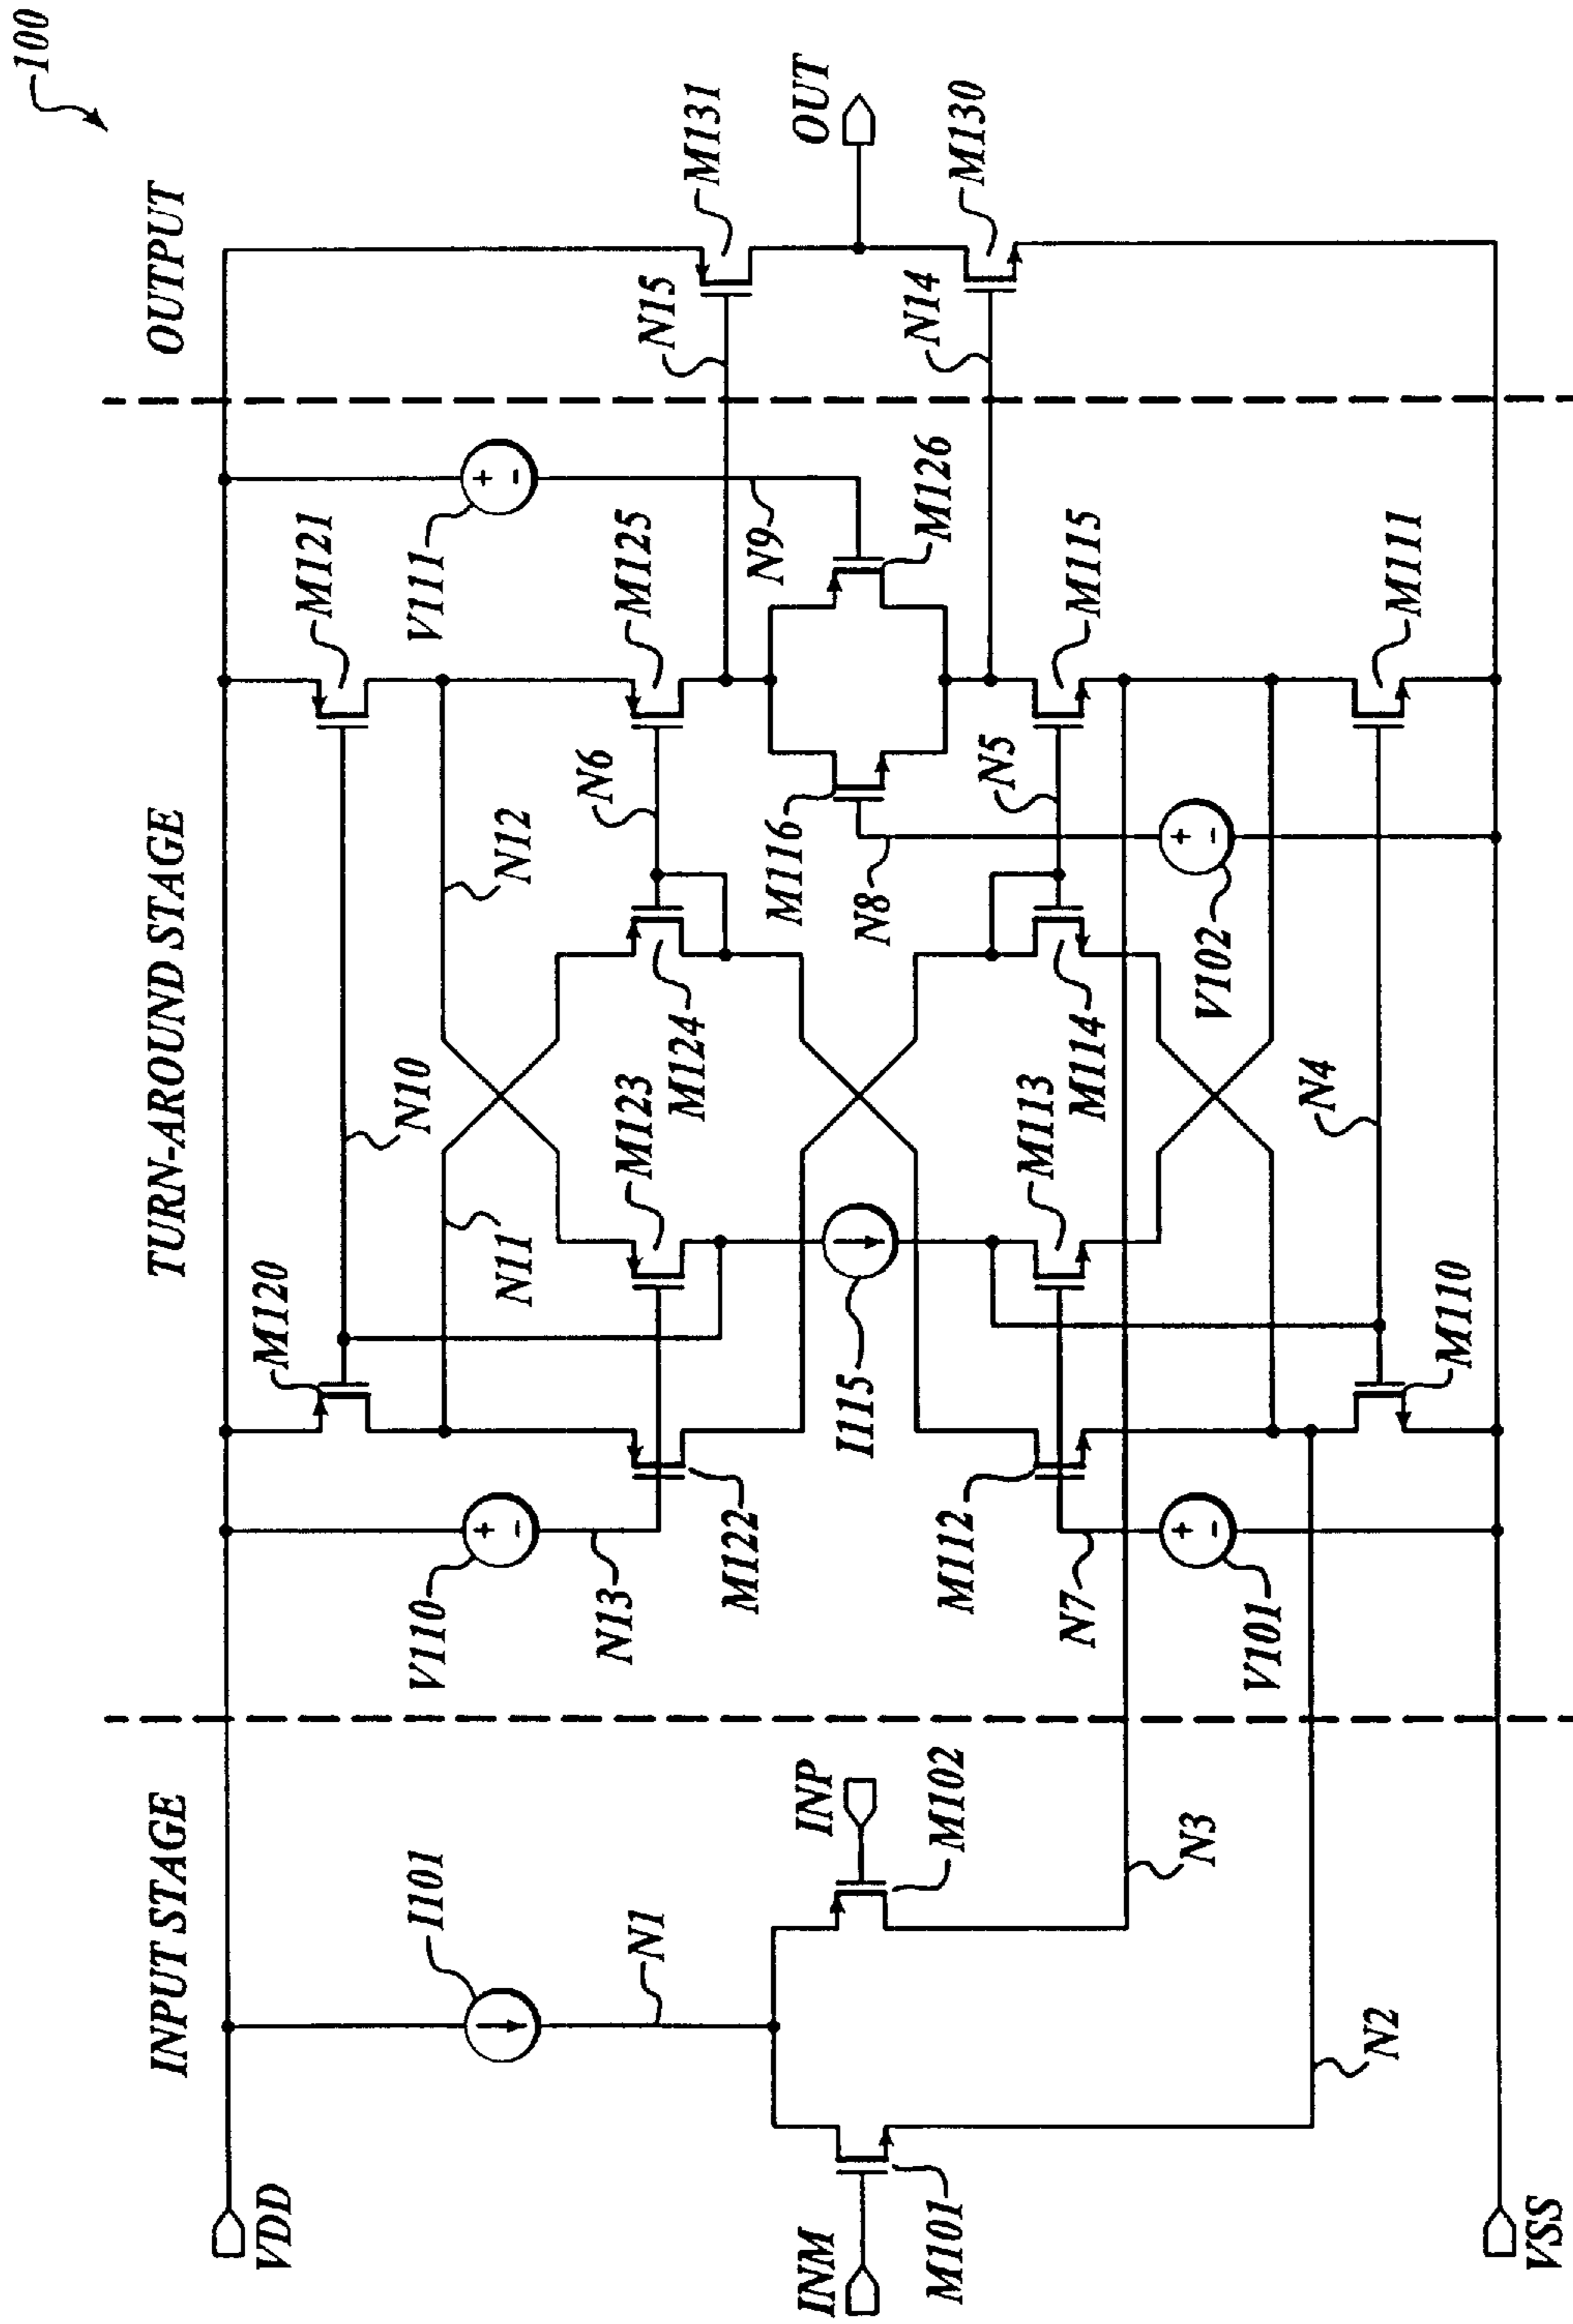 100
INPUT STAGE
TURN-AROUND STAGE
OUTPUT
VDD
I101
N1
INM
M101
INP
M102
N3
N2
VSS
V110
N13
M122
M120
N10
N11
N12
M121
V111
M123
M124
N6
M125
N15
M131
I115
M116
N8
N9
M126
OUT
N14
M130
M112
M113
M114
N5
M115
N7
V101
V102
M110
N4
M111